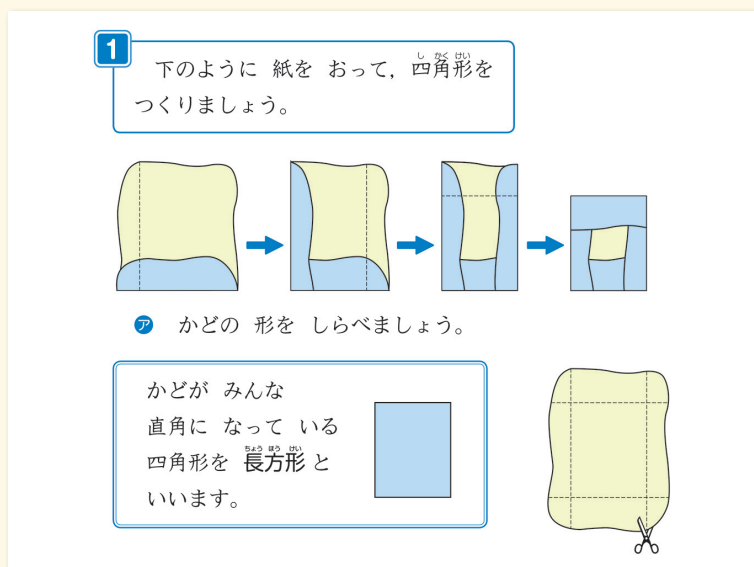 1
下のように 紙を おって，四角形を
つくりましょう。
ア かどの 形を しらべましょう。
かどが みんな
直角に なって いる
四角形を 長方形と
いいます。